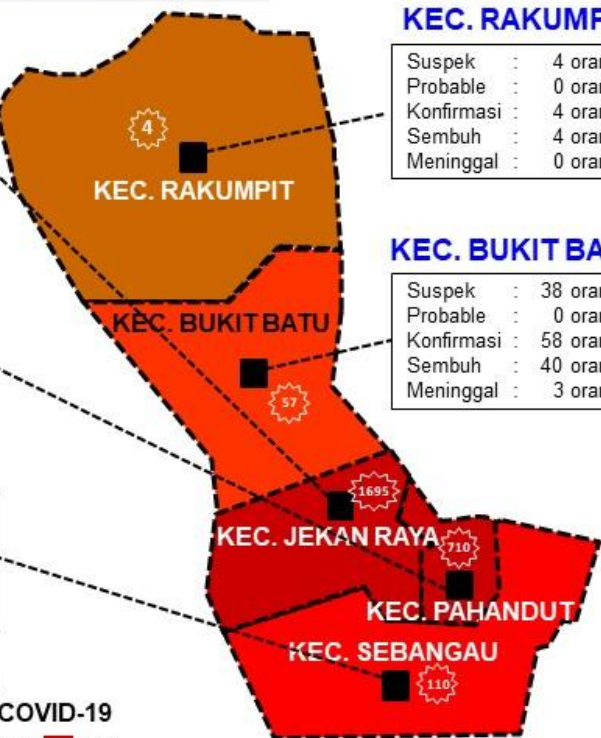 KEC. RAKUMP
Suspek : 4 oran
Probable : 0 oran
Konfirmasi : 4 oran
Sembuh : 4 oran
Meninggal : 0 oran
4
KEC. RAKUMPIT
KEC. BUKIT BA
Suspek : 38 oran
Probable : 0 oran
Konfirmasi : 58 oran
Sembuh : 40 oran
Meninggal : 3 oran
KEC. BUKIT BATU
57
1695
KEC. JEKAN RAYA
710
KEC. PAHANDUT
KEC. SEBANGAU
110
COVID-19